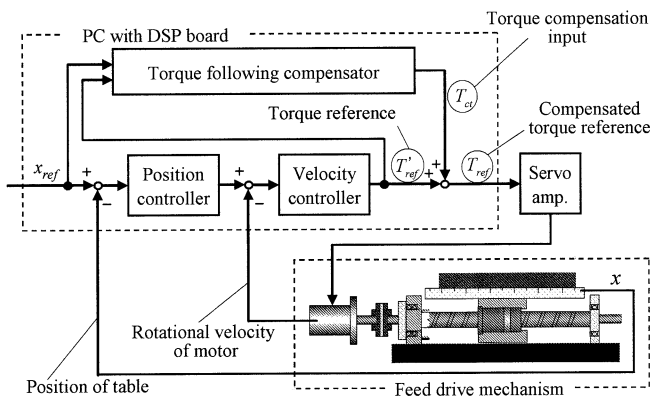 PC with DSP board
Torque compensation
input
Torque following compensator
T_ct
Torque reference
Compensated
torque reference
x_ref
+
−
Position
controller
+
−
Velocity
controller
T'_ref
+
+
T_ref
Servo
amp.
x
Rotational velocity
of motor
Position of table
Feed drive mechanism